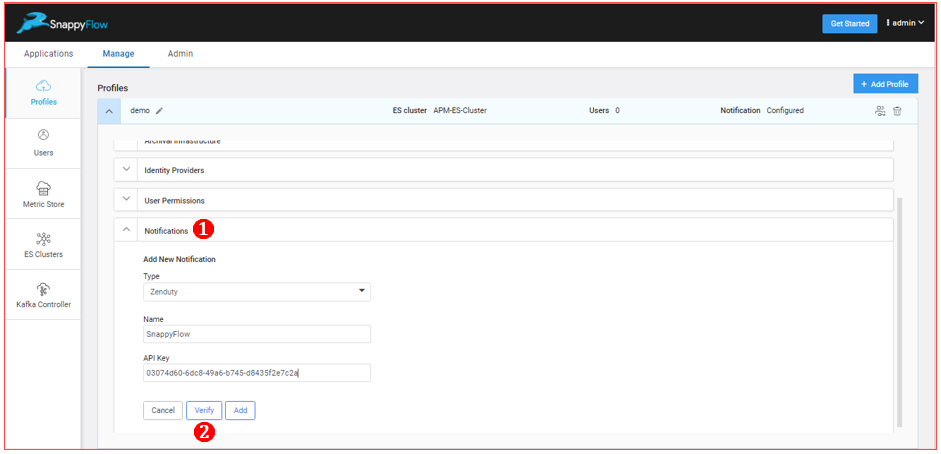 SnappyFlow
Get Started
admin
Applications
Manage
Admin
Profiles
Users
Metric Store
ES Clusters
Kafka Controller
Profiles
+ Add Profile
demo
ES cluster APM-ES-Cluster
Users 0
Notification Configured
Archival Infrastructure
Identity Providers
User Permissions
Notifications
1
Add New Notification
Type
Zenduty
Name
SnappyFlow
API Key
03074d60-6dc8-49a6-b745-d8435f2e7c2a
Cancel
Verify
Add
2